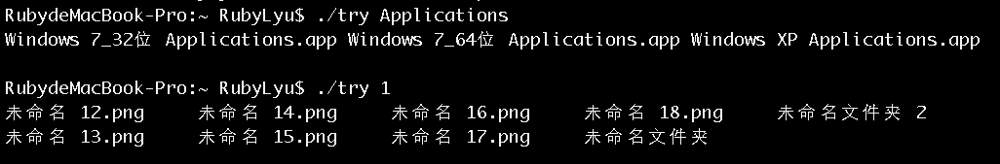 RubydeMacBook-Pro:~ RubyLyu$ ./try Applications
Windows 7_32位 Applications.app Windows 7_64位 Applications.app Windows XP Applications.app
RubydeMacBook-Pro:~ RubyLyu$ ./try 1
未命名 12.png 未命名 14.png 未命名 16.png 未命名 18.png 未命名文件夹 2
未命名 13.png 未命名 15.png 未命名 17.png 未命名文件夹